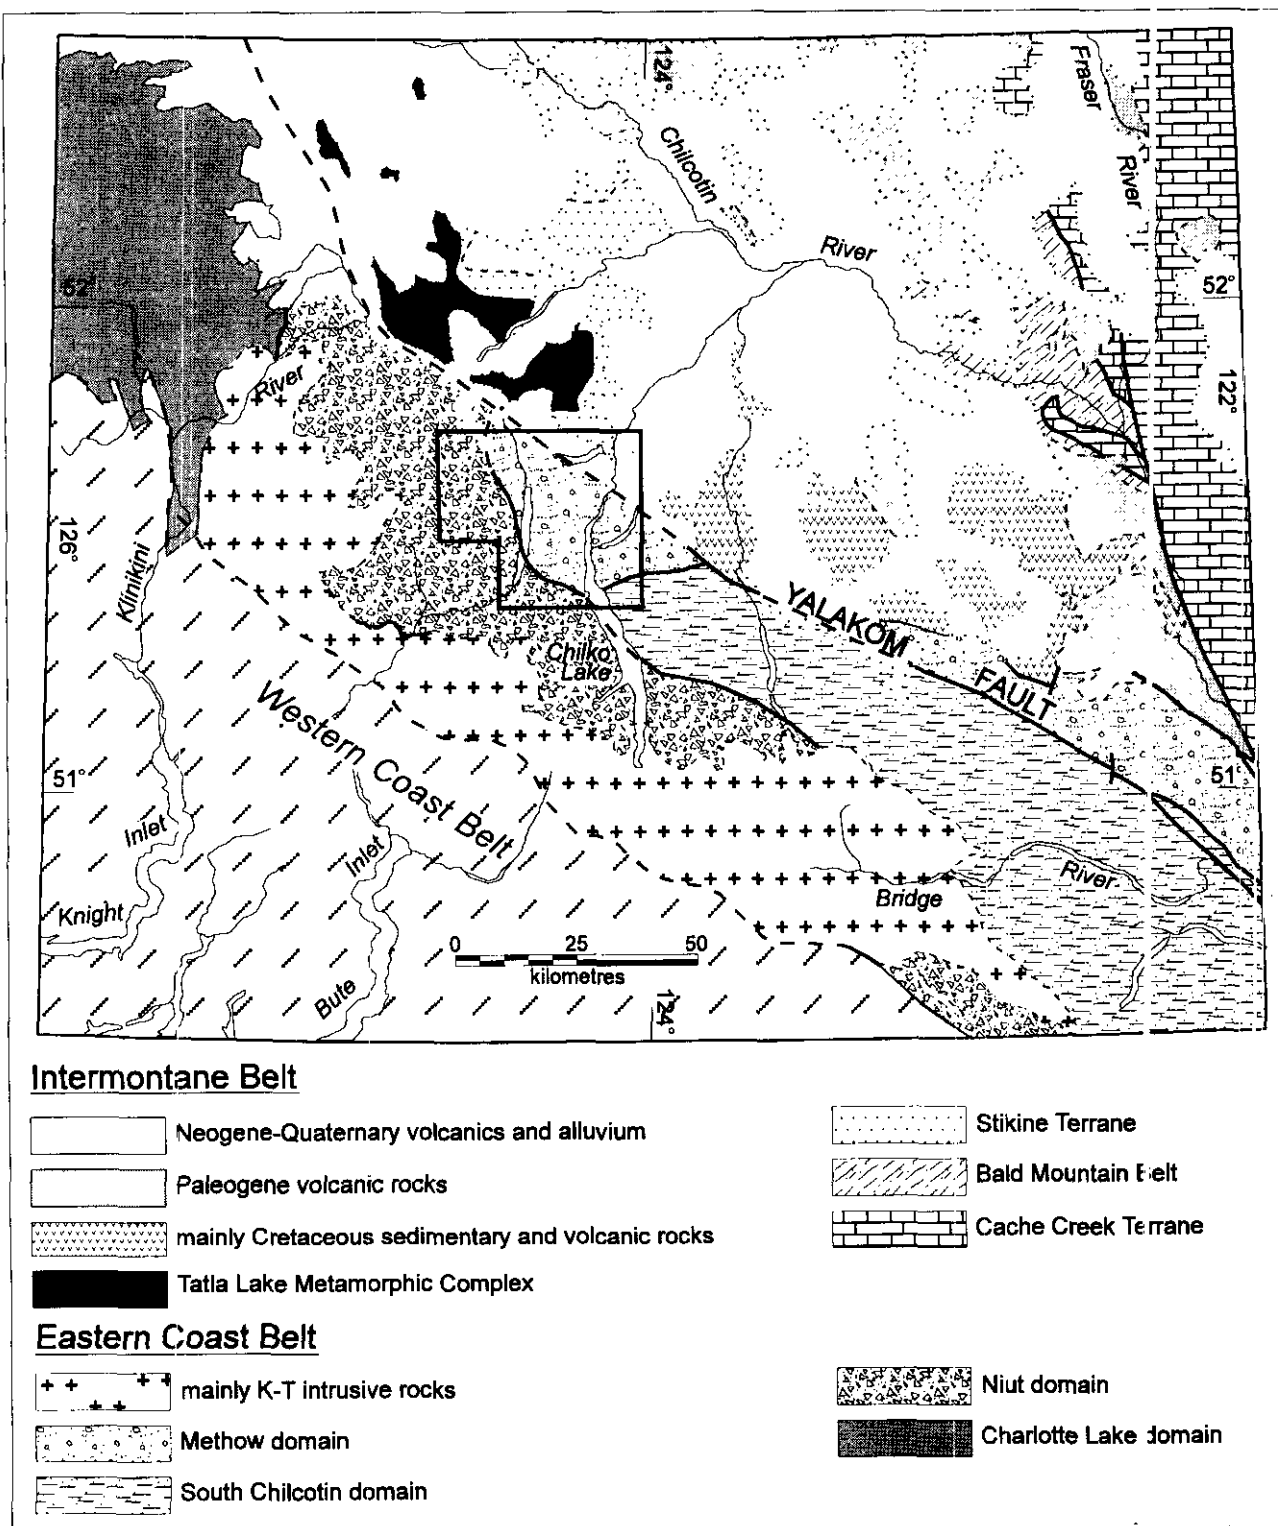 124°
Fraser
River
Chilcotin
River
52°
52°
River
122°
126°
Klinikini
YALAKOM
FAULT
Chilko
Lake
Western Coast Belt
51°
51°
Inlet
Inlet
Knight
Bute
Bridge
River
0 25 50
kilometres
124°
Intermontane Belt
Neogene-Quaternary volcanics and alluvium
Paleogene volcanic rocks
mainly Cretaceous sedimentary and volcanic rocks
Tatla Lake Metamorphic Complex
Stikine Terrane
Bald Mountain Belt
Cache Creek Terrane
Eastern Coast Belt
mainly K-T intrusive rocks
Methow domain
South Chilcotin domain
Niut domain
Charlotte Lake domain